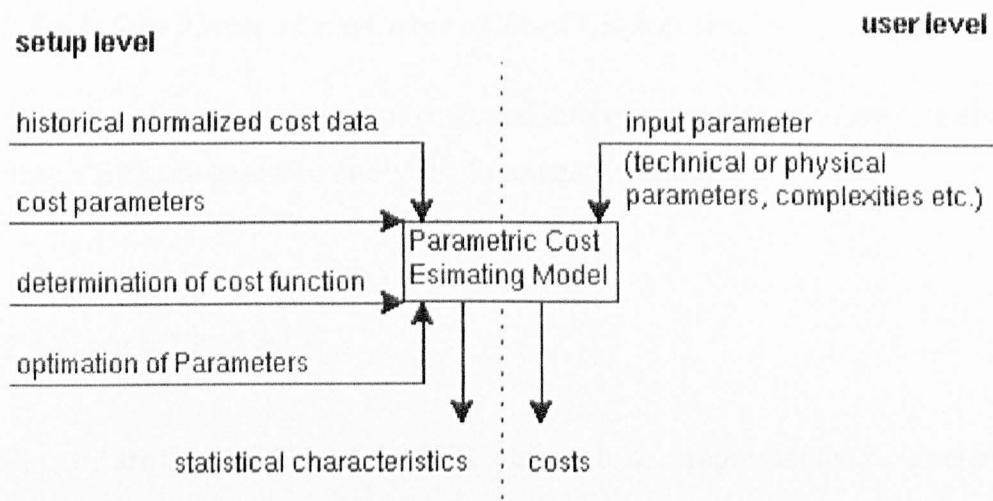 setup level
user level
historical normalized cost data
input parameter
(technical or physical
parameters, complexities etc.)
cost parameters
Parametric Cost
Esimating Model
determination of cost function
optimation of Parameters
statistical characteristics
costs